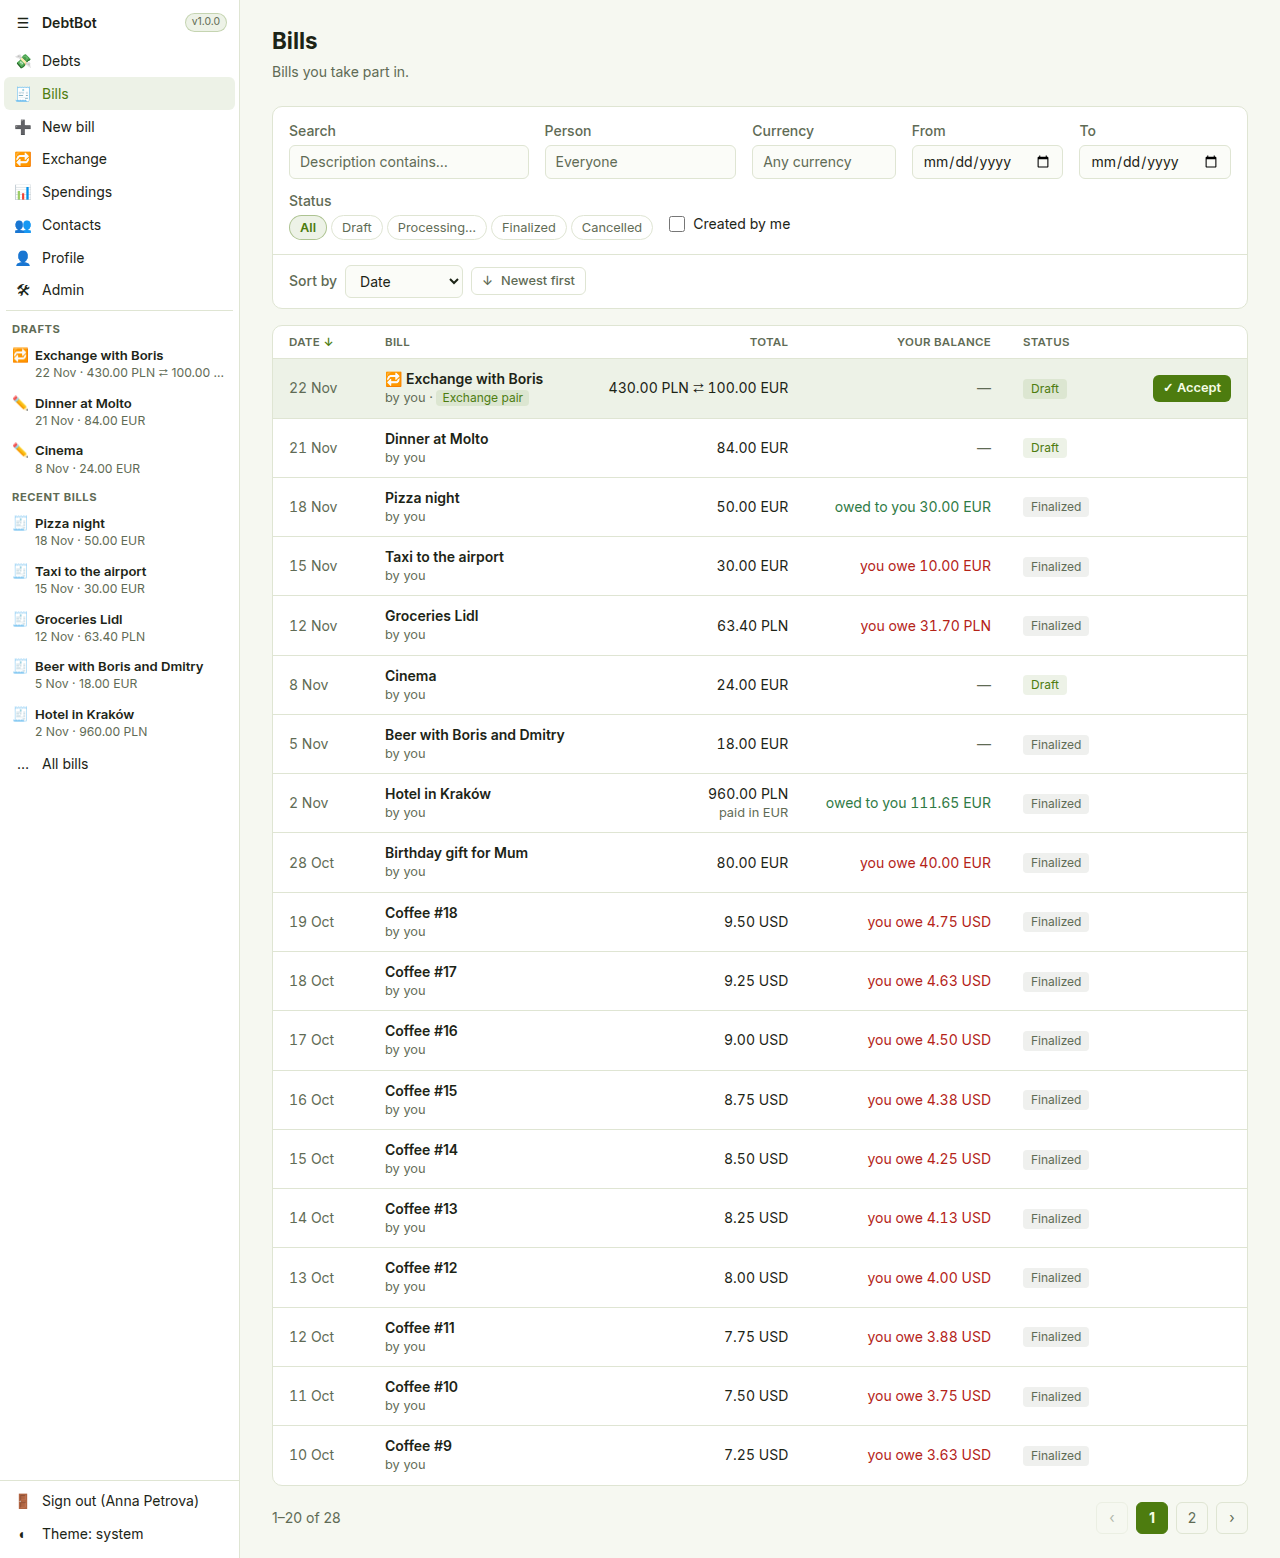 DebtBot
v1.0.0
Debts
Bills
New bill
Exchange
Spendings
Contacts
Profile
Admin
DRAFTS
Exchange with Boris
22 Nov · 430.00 PLN ⇄ 100.00 ...
Dinner at Molto
21 Nov · 84.00 EUR
Cinema
8 Nov · 24.00 EUR
RECENT BILLS
Pizza night
18 Nov · 50.00 EUR
Taxi to the airport
15 Nov · 30.00 EUR
Groceries Lidl
12 Nov · 63.40 PLN
Beer with Boris and Dmitry
5 Nov · 18.00 EUR
Hotel in Kraków
2 Nov · 960.00 PLN
... All bills
Sign out (Anna Petrova)
Theme: system
Bills
Bills you take part in.
Search Person Currency From To
Description contains... Everyone Any currency mm/dd/yyyy mm/dd/yyyy
Status
All Draft Processing... Finalized Cancelled Created by me
Sort by Date ↓ Newest first
DATE ↓ BILL TOTAL YOUR BALANCE STATUS
22 Nov Exchange with Boris 430.00 PLN ⇄ 100.00 EUR — Draft ✓ Accept
by you · Exchange pair
21 Nov Dinner at Molto 84.00 EUR — Draft
by you
18 Nov Pizza night 50.00 EUR owed to you 30.00 EUR Finalized
by you
15 Nov Taxi to the airport 30.00 EUR you owe 10.00 EUR Finalized
by you
12 Nov Groceries Lidl 63.40 PLN you owe 31.70 PLN Finalized
by you
8 Nov Cinema 24.00 EUR — Draft
by you
5 Nov Beer with Boris and Dmitry 18.00 EUR — Finalized
by you
2 Nov Hotel in Kraków 960.00 PLN owed to you 111.65 EUR Finalized
by you paid in EUR
28 Oct Birthday gift for Mum 80.00 EUR you owe 40.00 EUR Finalized
by you
19 Oct Coffee #18 9.50 USD you owe 4.75 USD Finalized
by you
18 Oct Coffee #17 9.25 USD you owe 4.63 USD Finalized
by you
17 Oct Coffee #16 9.00 USD you owe 4.50 USD Finalized
by you
16 Oct Coffee #15 8.75 USD you owe 4.38 USD Finalized
by you
15 Oct Coffee #14 8.50 USD you owe 4.25 USD Finalized
by you
14 Oct Coffee #13 8.25 USD you owe 4.13 USD Finalized
by you
13 Oct Coffee #12 8.00 USD you owe 4.00 USD Finalized
by you
12 Oct Coffee #11 7.75 USD you owe 3.88 USD Finalized
by you
11 Oct Coffee #10 7.50 USD you owe 3.75 USD Finalized
by you
10 Oct Coffee #9 7.25 USD you owe 3.63 USD Finalized
by you
1–20 of 28 ‹ 1 2 ›